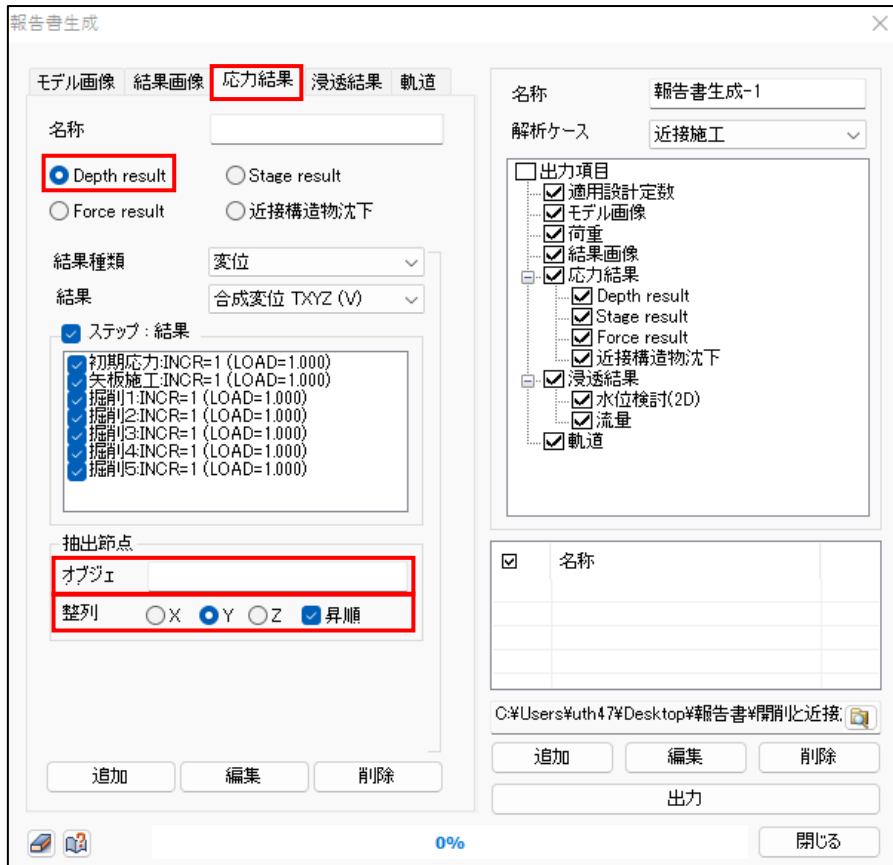 報告書生成
モデル画像 結果画像 応力結果 浸透結果 軌道
名称
Depth result Stage result
Force result 近接構造物沈下
結果種類 変位
結果 合成変位 TXYZ (V)
ステップ : 結果
初期応力:INCR=1 (LOAD=1.000)
矢板施工:INCR=1 (LOAD=1.000)
掘削1:INCR=1 (LOAD=1.000)
掘削2:INCR=1 (LOAD=1.000)
掘削3:INCR=1 (LOAD=1.000)
掘削4:INCR=1 (LOAD=1.000)
掘削5:INCR=1 (LOAD=1.000)
抽出節点
オブジェ
整列 X Y Z 昇順
追加 編集 削除
名称 報告書生成-1
解析ケース 近接施工
出力項目
適用設計定数
モデル画像
荷重
結果画像
応力結果
Depth result
Stage result
Force result
近接構造物沈下
浸透結果
水位検討(2D)
流量
軌道
名称
C:¥Users¥uth47¥Desktop¥報告書¥開削と近接
追加 編集 削除
出力
0%
閉じる